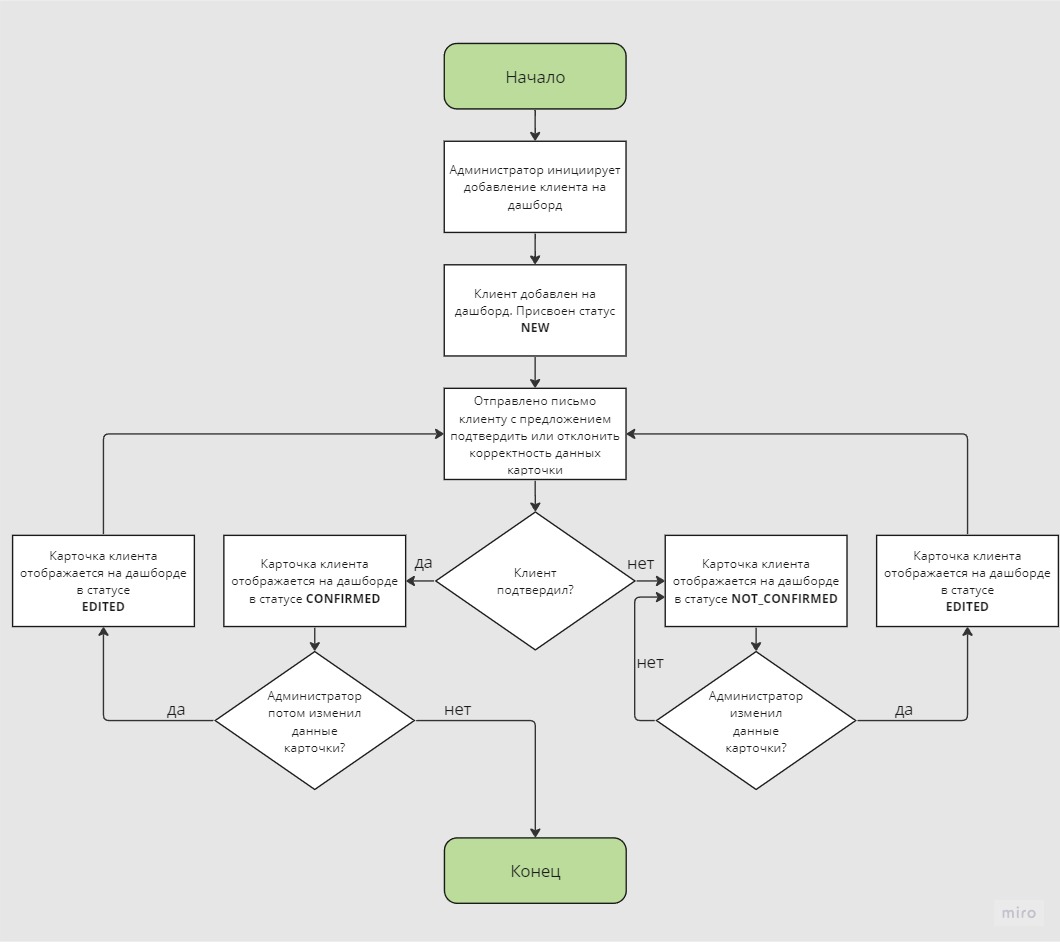 Начало
Администратор инициирует
добавление клиента на
дашборд
Клиент добавлен на
дашборд. Присвоен статус
NEW
Отправлено письмо
клиенту с предложением
подтвердить или отклонить
корректность данных
карточки
Карточка клиента
отображается на дашборде
в статусе
EDITED
Карточка клиента
отображается на дашборде
в статусе CONFIRMED
да
Клиент
подтвердил?
нет
Карточка клиента
отображается на дашборде
в статусе NOT_CONFIRMED
Карточка клиента
отображается на дашборде
в статусе
EDITED
нет
да
Администратор
потом изменил
данные
карточки?
нет
Администратор
изменил
данные
карточки?
да
Конец
miro